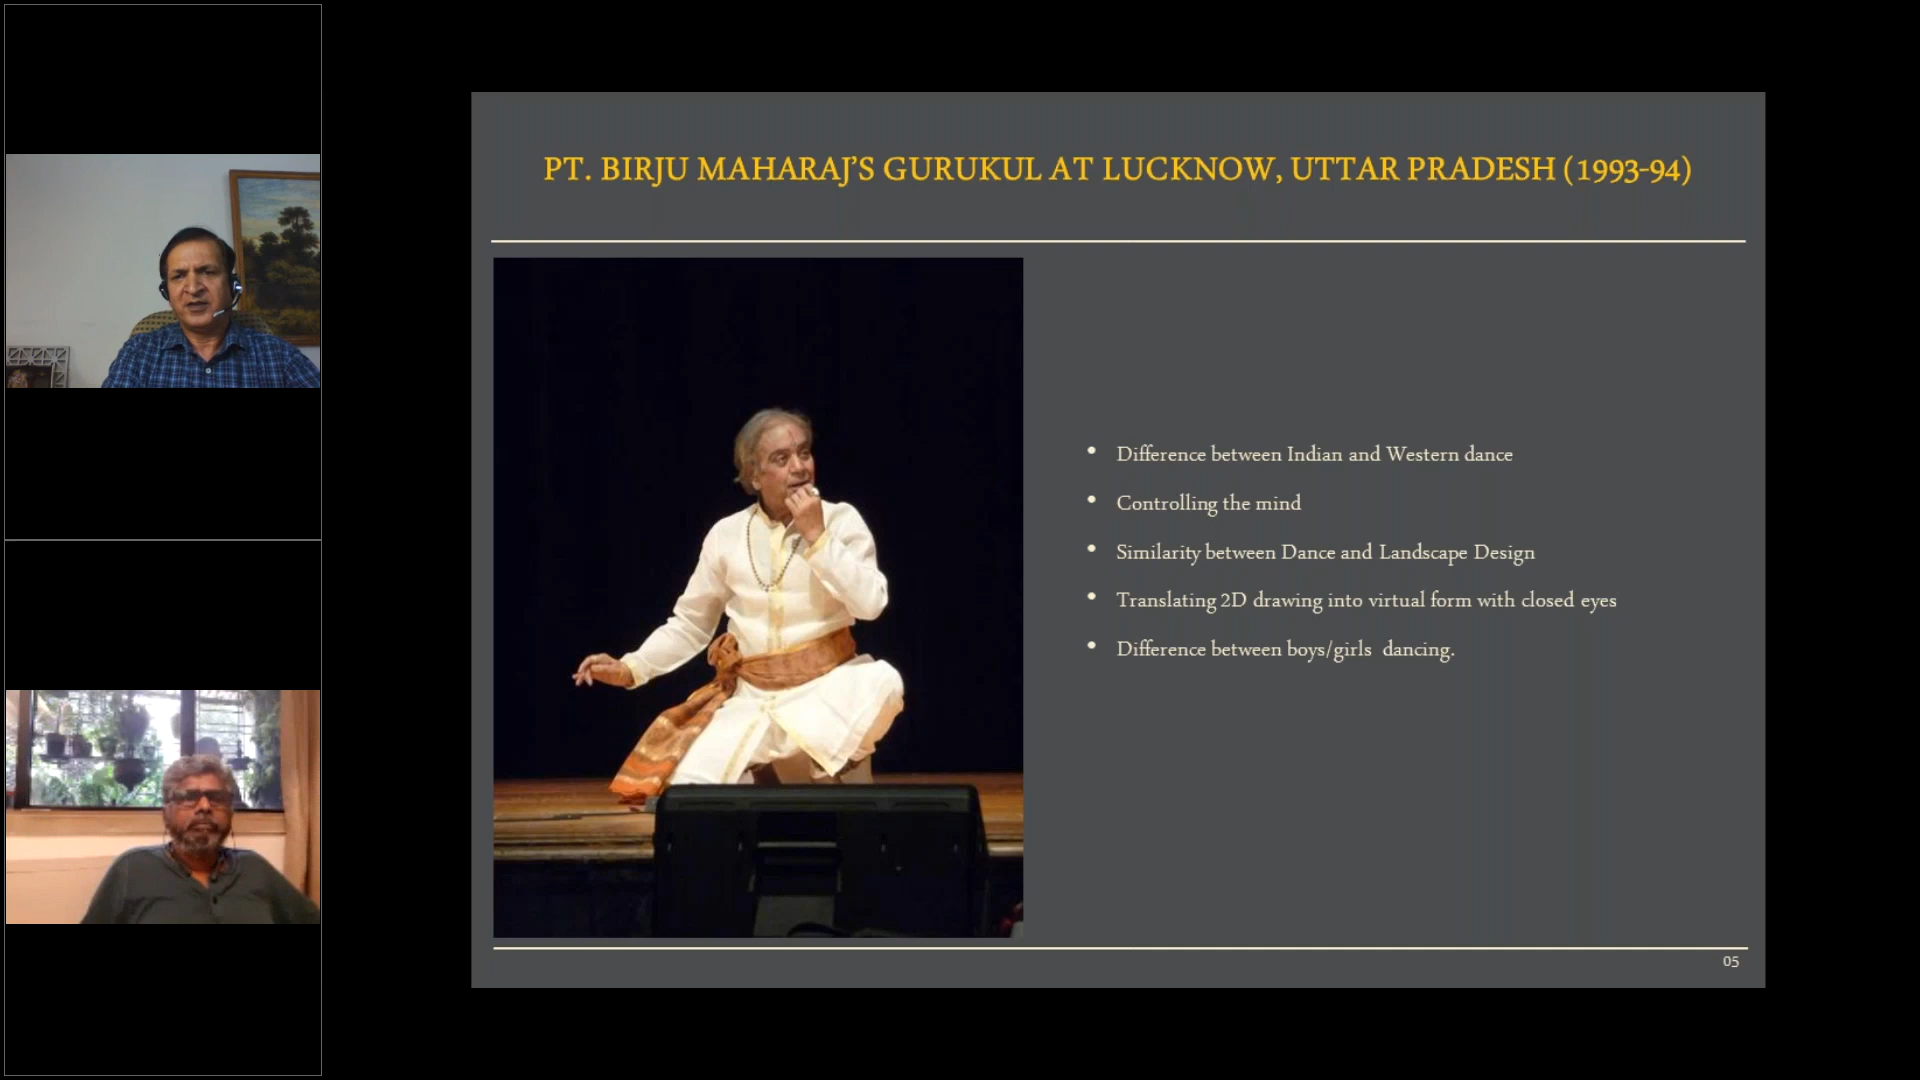 PT. BIRJU MAHARAJ’S GURUKUL AT LUCKNOW, UTTAR PRADESH (1993-94)
• Difference between Indian and Western dance
• Controlling the mind
• Similarity between Dance and Landscape Design
• Translating 2D drawing into virtual form with closed eyes
• Difference between boys/girls  dancing.
05